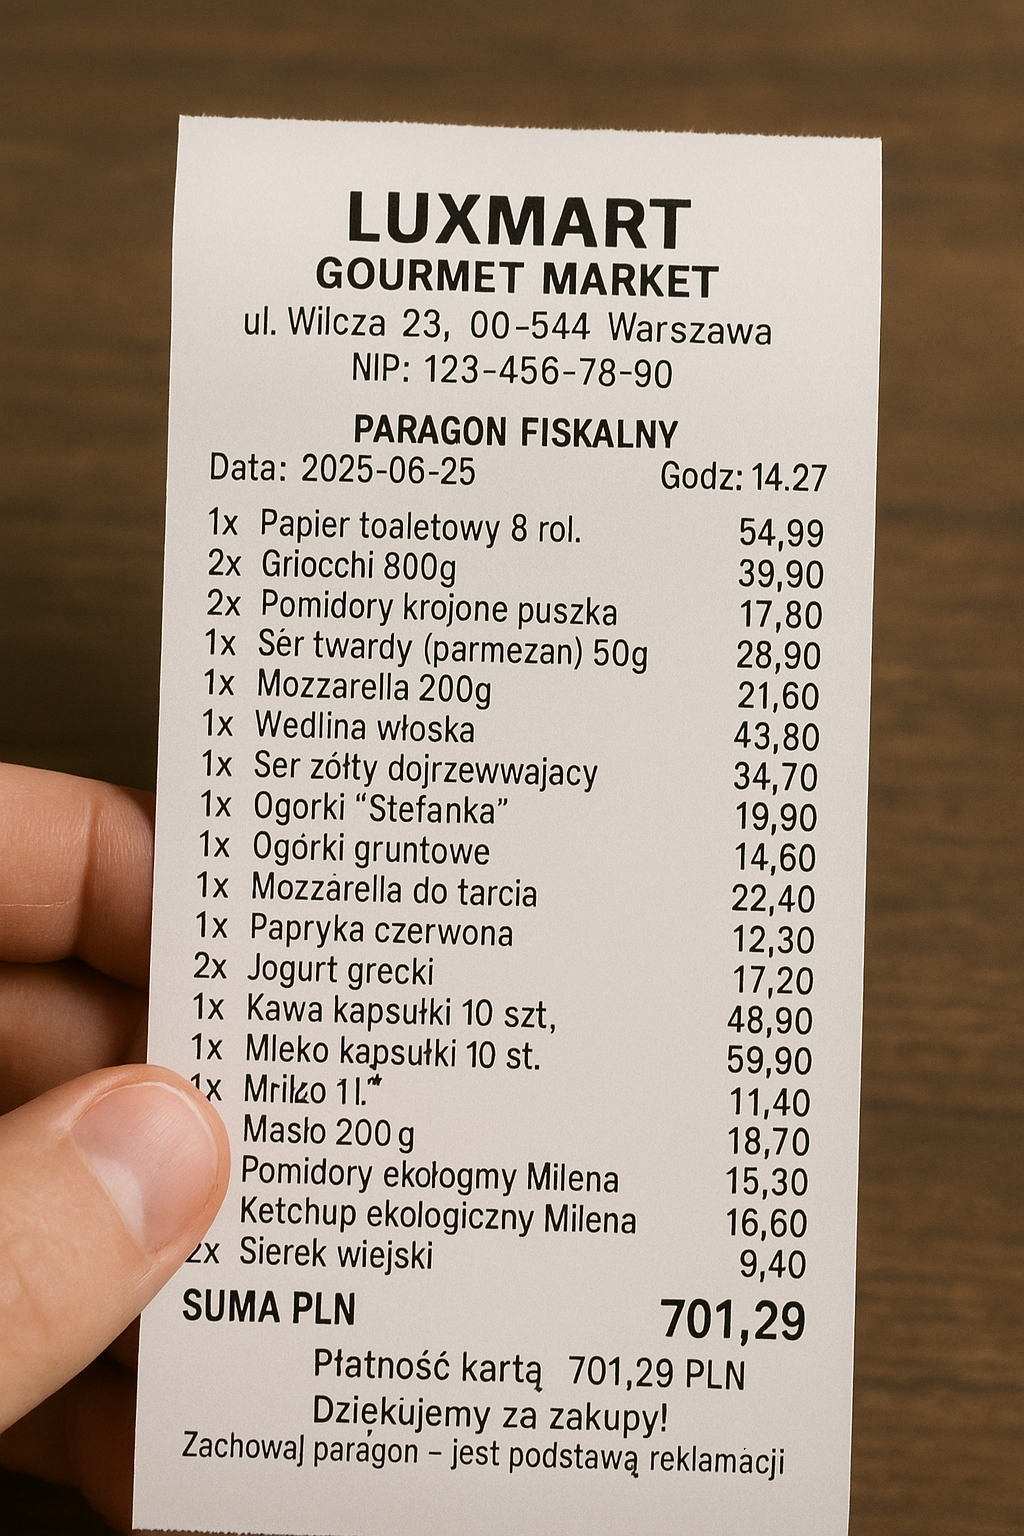 LUXMART
GOURMET MARKET
ul. Wilcza 23, 00-544 Warszawa
NIP: 123-456-78-90
PARAGON FISKALNY
Data: 2025-06-25 Godz: 14.27
1x Papier toaletowy 8 rol. 54,99
2x Griocchi 800g 39,90
2x Pomidory krojone puszka 17,80
1x Sér twardy (parmezan) 50g 28,90
1x Mozzarella 200g 21,60
1x Wedlina włoska 43,80
1x Ser zółty dojrzewwajacy 34,70
1x Ogorki “Stefanka” 19,90
1x Ogórki gruntowe 14,60
1x Mozzarella do tarcia 22,40
1x Papryka czerwona 12,30
2x Jogurt grecki 17,20
1x Kawa kapsułki 10 szt, 48,90
1x Mleko kapsułki 10 st. 59,90
1x 1l. 11,40
Masło 200g 18,70
Pomidory ekołogmy Milena 15,30
Ketchup ekologiczny Milena 16,60
2x Sierek wiejski 9,40
SUMA PLN 701,29
Płatność kartą 701,29 PLN
Dziękujemy za zakupy!
Zachowaj paragon – jest podstawą reklamacji